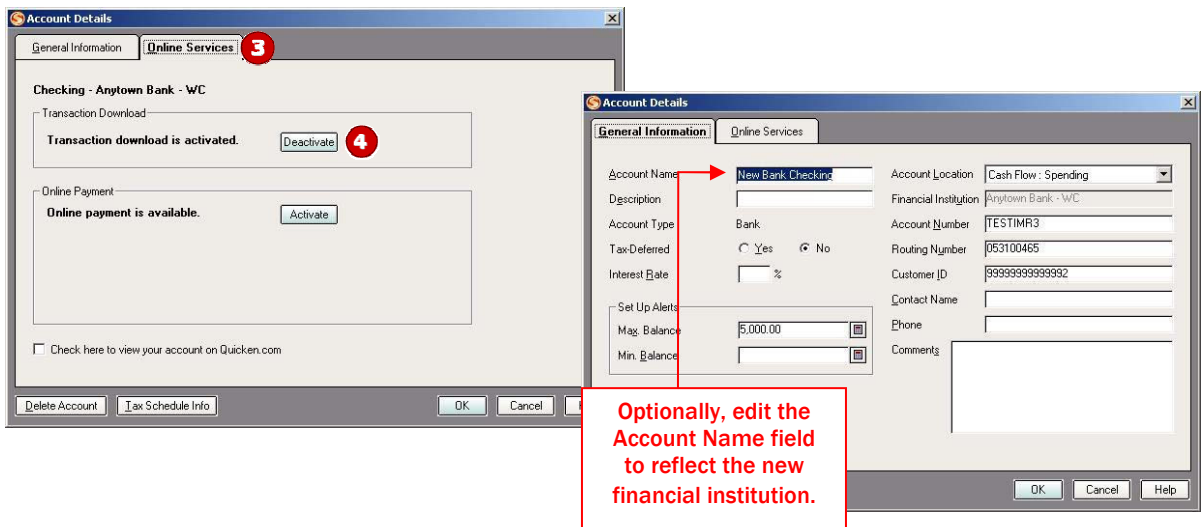 Account Details
General Information
Online Services
3
Checking - Anytown Bank - WC
Transaction Download
Transaction download is activated.
Deactivate
4
Online Payment
Online payment is available.
Activate
Check here to view your account on Quicken.com
Delete Account
Tax Schedule Info
OK
Cancel
Account Details
General Information
Online Services
Account Name
New Bank Checking
Description
Account Type
Bank
Tax-Deferred
Yes
No
Interest Rate
%
Set Up Alerts
Max. Balance
5,000.00
Min. Balance
Account Location
Cash Flow : Spending
Financial Institution
Anytown Bank - WC
Account Number
TESTIMR3
Routing Number
053100465
Customer ID
99999999999992
Contact Name
Phone
Comments
Optionally, edit the
Account Name field
to reflect the new
financial institution.
OK
Cancel
Help